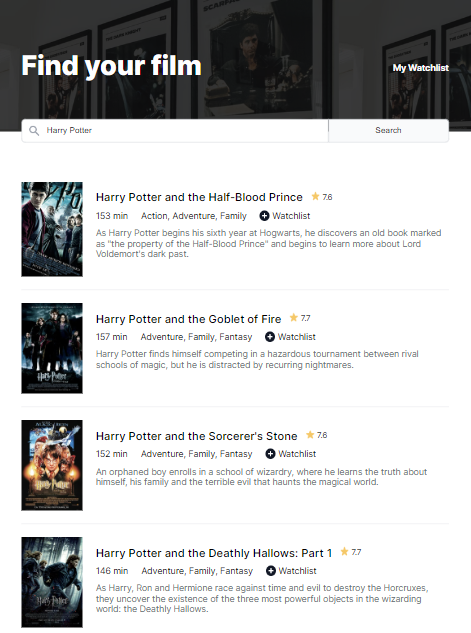 Find your film
My Watchlist
Harry Potter
Search
Harry Potter and the Half-Blood Prince 7.6
153 min Action, Adventure, Family Watchlist
As Harry Potter begins his sixth year at Hogwarts, he discovers an old book marked
as "the property of the Half-Blood Prince" and begins to learn more about Lord
Voldemort's dark past.
Harry Potter and the Goblet of Fire 7.7
157 min Adventure, Family, Fantasy Watchlist
Harry Potter finds himself competing in a hazardous tournament between rival
schools of magic, but he is distracted by recurring nightmares.
Harry Potter and the Sorcerer's Stone 7.6
152 min Adventure, Family, Fantasy Watchlist
An orphaned boy enrolls in a school of wizardry, where he learns the truth about
himself, his family and the terrible evil that haunts the magical world.
Harry Potter and the Deathly Hallows: Part 1 7.7
146 min Adventure, Family, Fantasy Watchlist
As Harry, Ron and Hermione race against time and evil to destroy the Horcruxes,
they uncover the existence of the three most powerful objects in the wizarding
world: the Deathly Hallows.